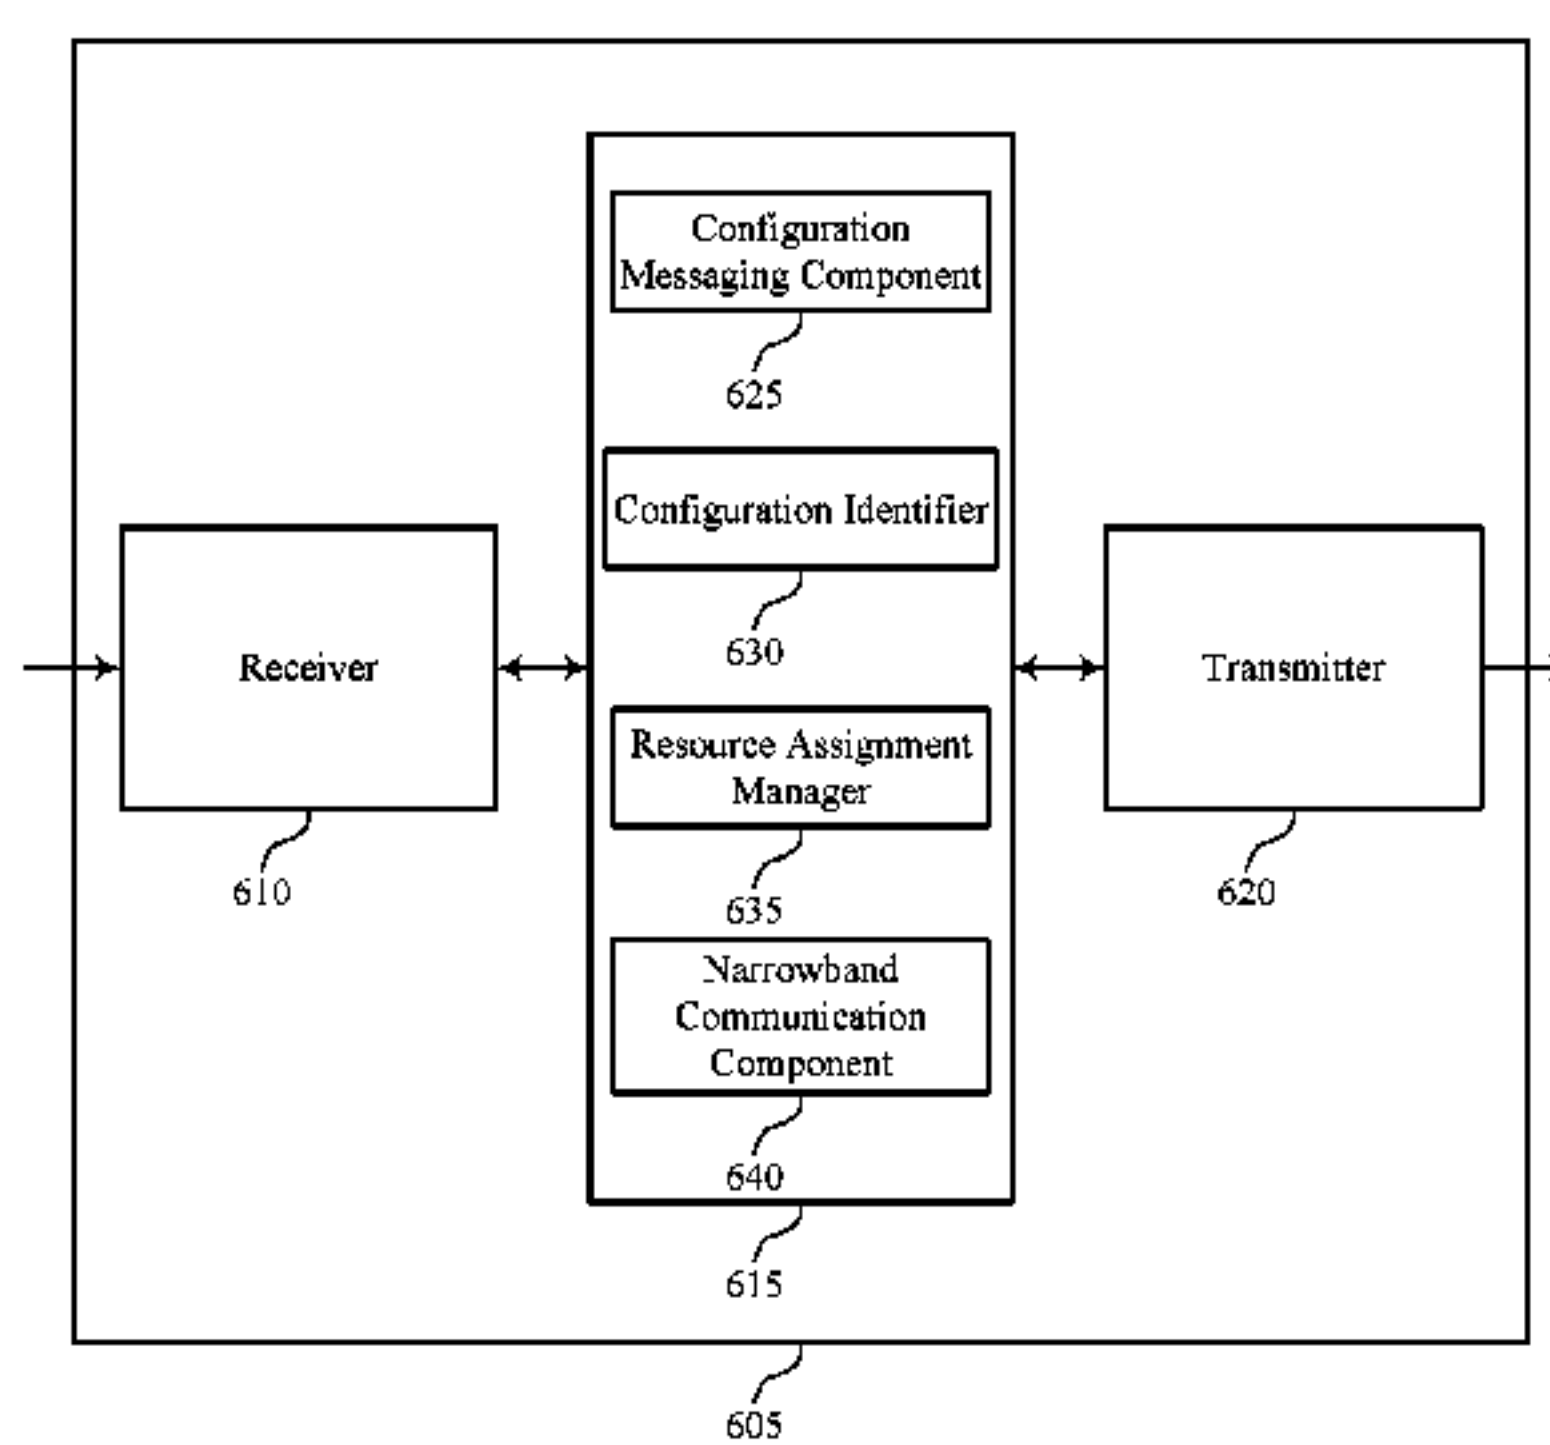 Configuration
Messaging Component
625
Configuration Identifier
630
Receiver
610
Resource Assignment
Manager
635
Transmitter
620
Narrowband
Communication
Component
640
615
605